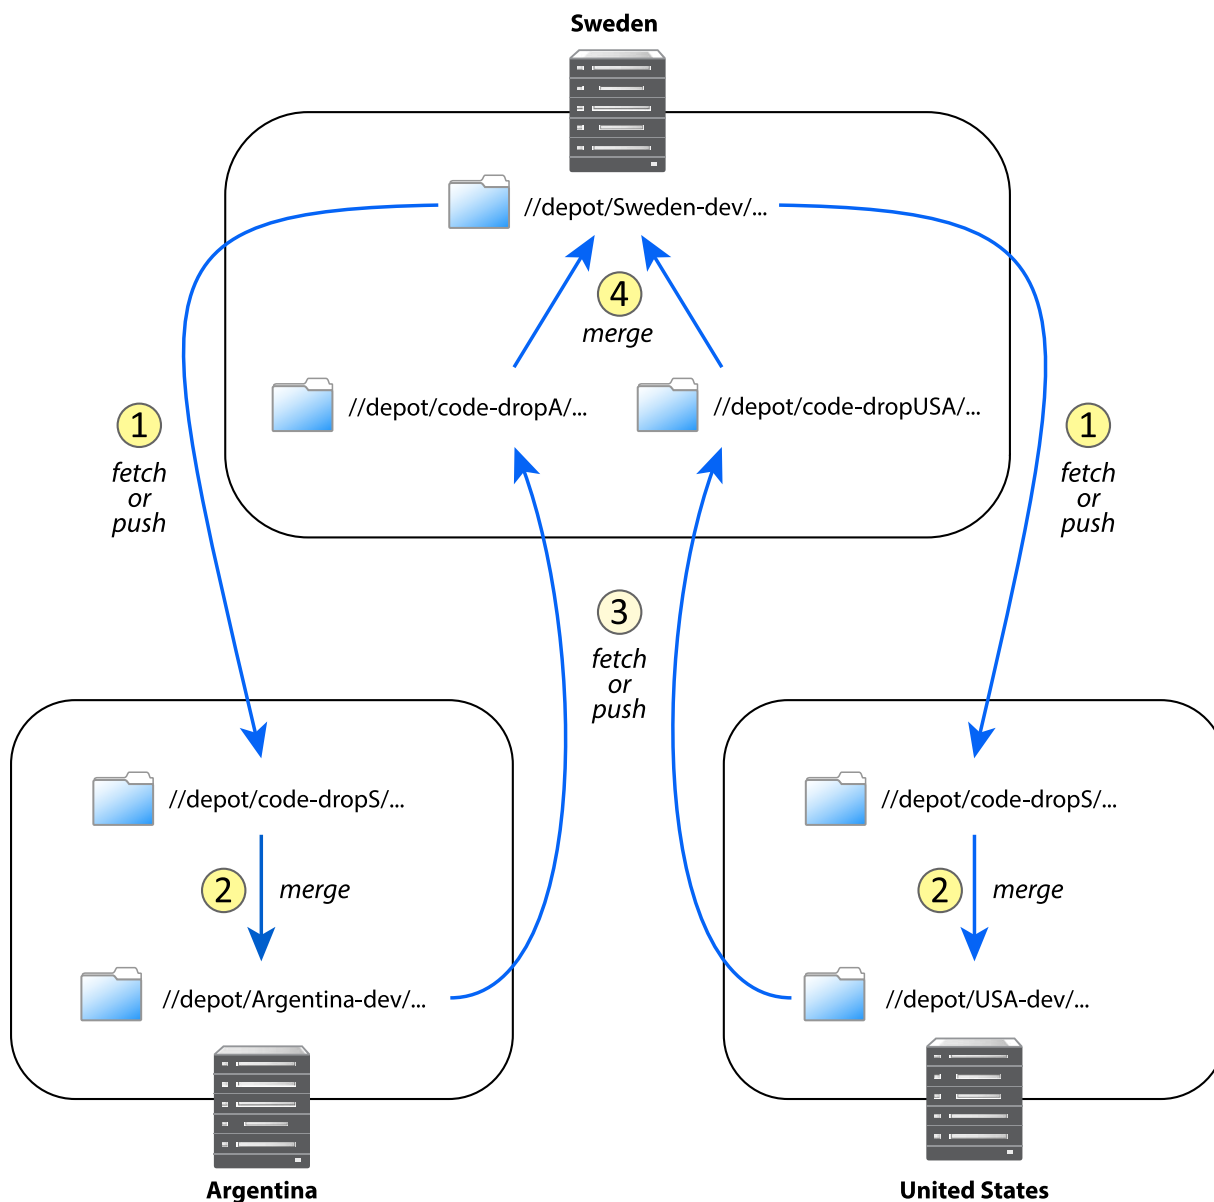 Sweden
//depot/Sweden-dev/...
4
merge
//depot/code-dropA/...
//depot/code-dropUSA/...
1
fetch
or
push
1
fetch
or
push
3
fetch
or
push
//depot/code-dropS/...
//depot/code-dropS/...
2
merge
2
merge
//depot/Argentina-dev/...
//depot/USA-dev/...
Argentina
United States